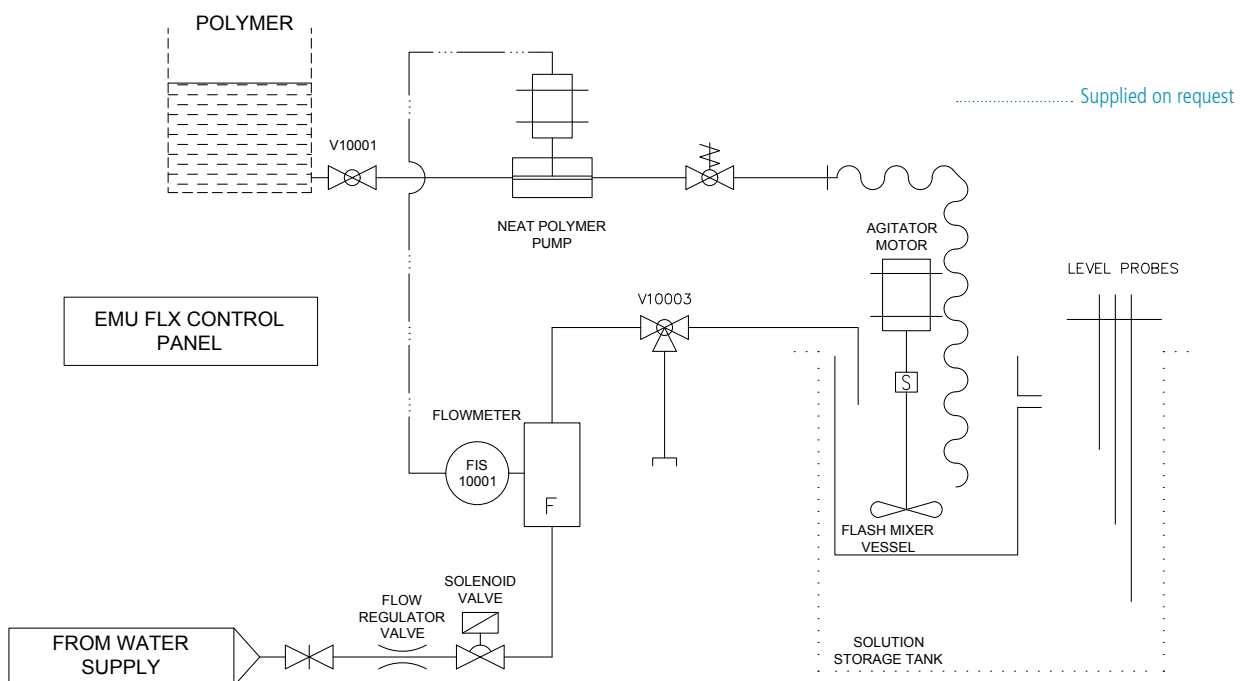 POLYMER
Supplied on request
V10001
NEAT POLYMER
PUMP
AGITATOR
MOTOR
LEVEL PROBES
V10003
EMU FLX CONTROL
PANEL
S
FLOWMETER
FIS
10001
F
FLASH MIXER
VESSEL
SOLENOID
VALVE
FLOW
REGULATOR
VALVE
FROM WATER
SUPPLY
SOLUTION
STORAGE TANK